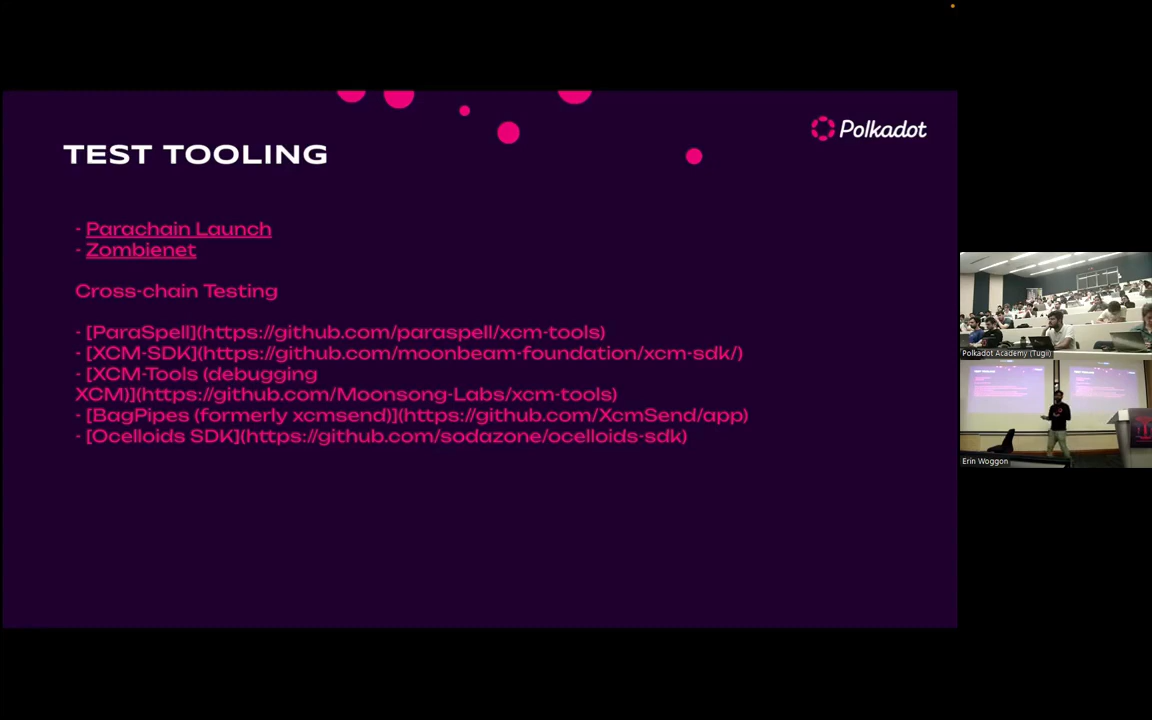 Polkadot
TEST TOOLING
- Parachain Launch
- Zombienet
Cross-chain Testing
- [ParaSpell](https://github.com/paraspell/xcm-tools)
- [XCM-SDK](https://github.com/moonbeam-foundation/xcm-sdk/)
- [XCM-Tools (debugging
XCM)](https://github.com/Moonsong-Labs/xcm-tools)
- [BagPipes (formerly xcmsend)](https://github.com/XcmSend/app)
- [Ocelloids SDK](https://github.com/sodazone/ocelloids-sdk)
Polkadot Academy (Tugii)
Erin Woggon